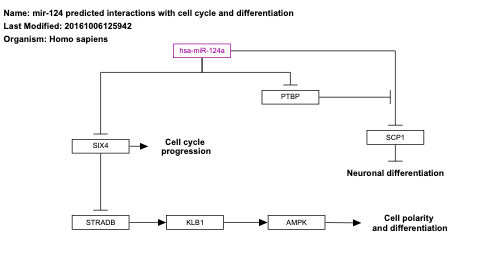 Name: mir-124 predicted interactions with cell cycle and differentiation
Last Modified: 20161006125942
Organism: Homo sapiens
hsa-miR-124a
PTBP
SCP1
SIX4
Cell cycle
progression
Neuronal differentiation
STRADB
KLB1
AMPK
Cell polarity
and differentiation